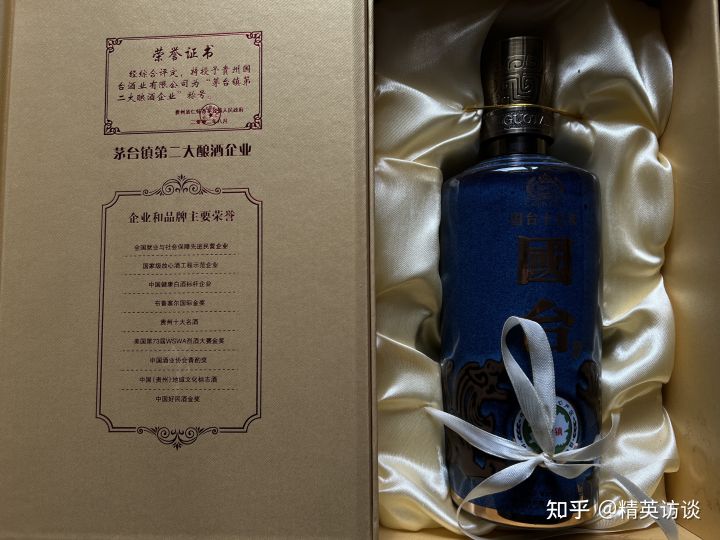 荣誉证书
经综合评定，特授予贵州国
台酒业有限公司为“茅台镇第
二大酿酒企业”称号。
茅台镇第二大酿酒企业
企业和品牌主要荣誉
全国就业与社会保障先进民营企业
国家级放心酒工程示范企业
中国健康白酒标杆企业
布鲁塞尔国际金奖
贵州十大名酒
美国第73届WSWA烈酒大赛金奖
中国酒业协会青酌奖
中国(贵州)地域文化标志酒
中国好网酒金奖
GUOTAI
國
台
镇
知乎 @精英访谈